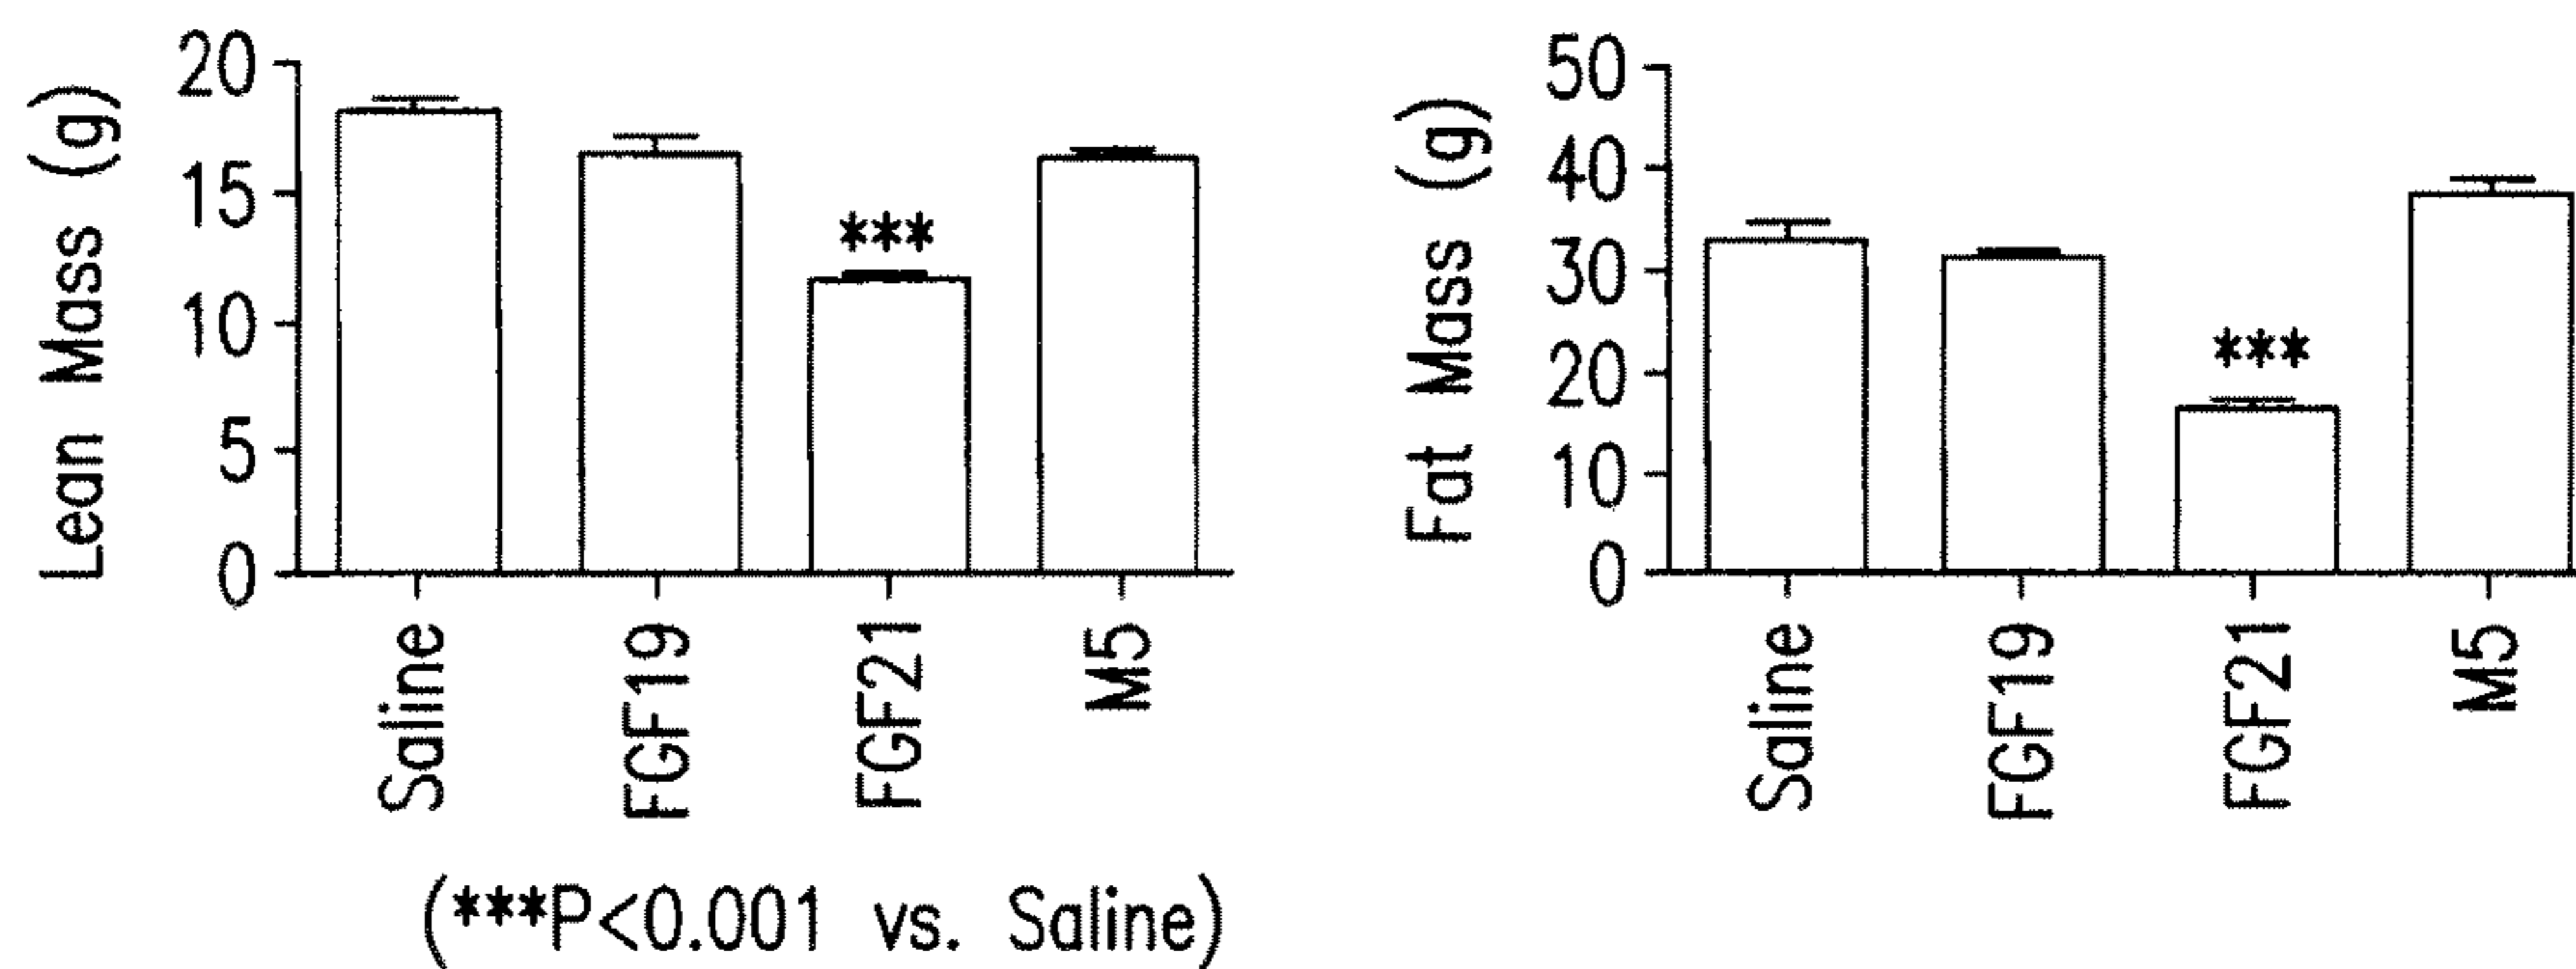 Lean Mass (g)
20
15
10
5
0
***
Saline
FGF19
FGF21
M5
(***P<0.001 vs. Saline)
Fat Mass (g)
50
40
30
20
10
0
***
Saline
FGF19
FGF21
M5